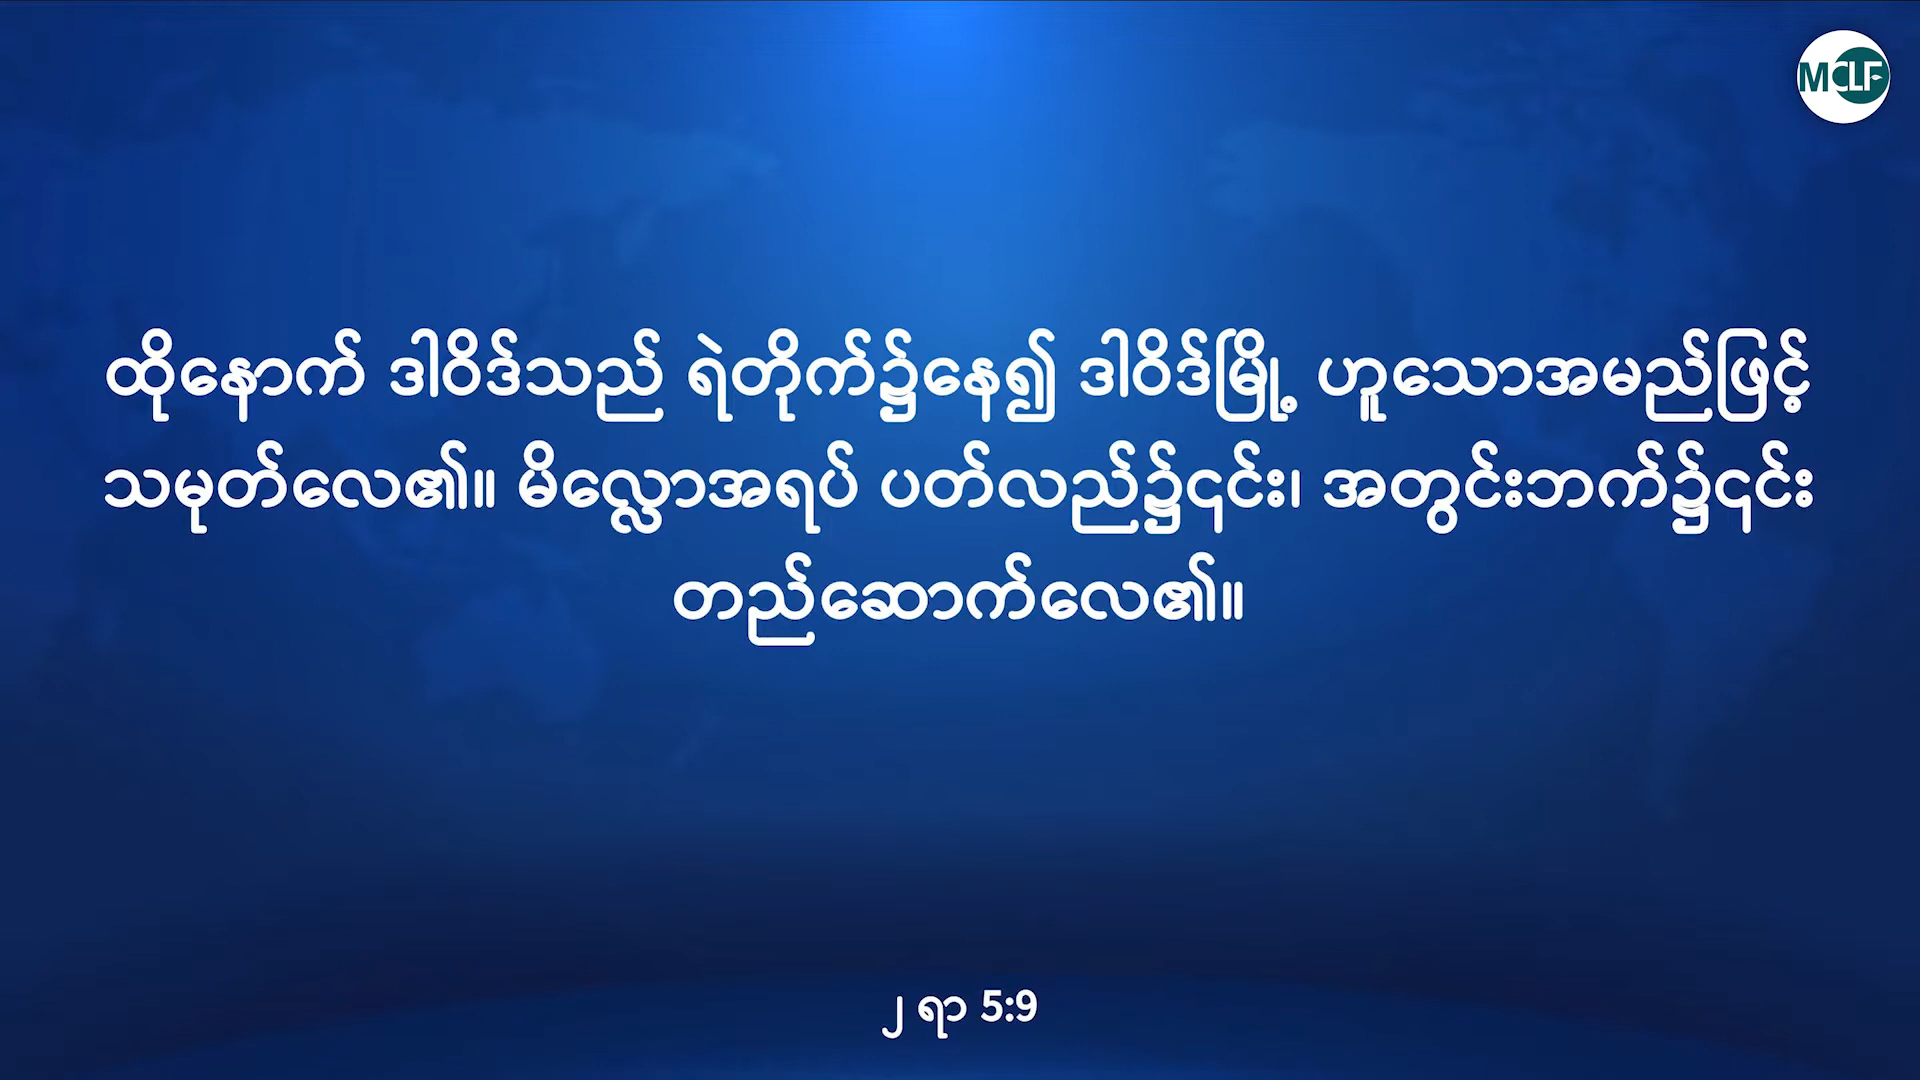 MCLF
ထိုနောက် ဒါဝိဒ်သည် ရဲတိုက်၌နေ၍ ဒါဝိဒ်မြို့ ဟူသောအမည်ဖြင့်
သမုတ်လေ၏။ မိလ္လောအရပ် ပတ်လည်၌၎င်း၊ အတွင်းဘက်၌၎င်း
တည်ဆောက်လေ၏။
၂ ရာ 5:9